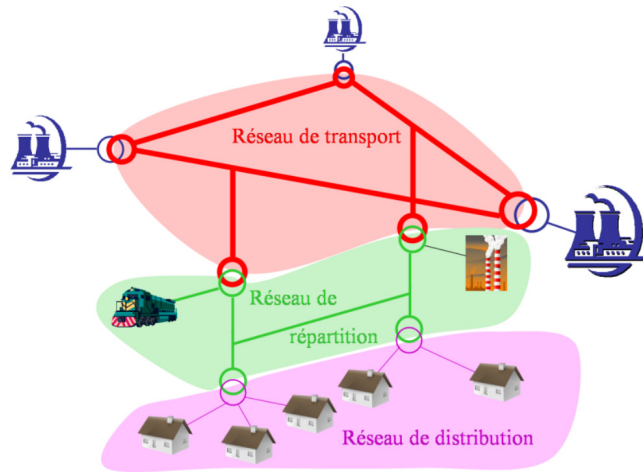 Réseau de transport
Réseau de
répartition
Réseau de distribution